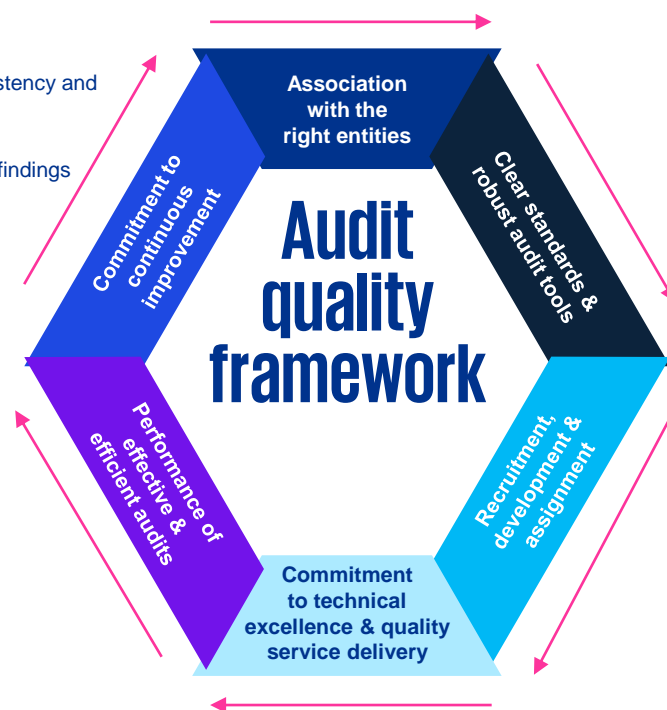 stency and
findings
Association
with the
right entities
Clear standards &
robust audit tools
Recruitment,
development &
assignment
Commitment
to technical
excellence & quality
service delivery
Performance of
effective &
efficient audits
Commitment to
continuous
improvement
Audit
quality
framework